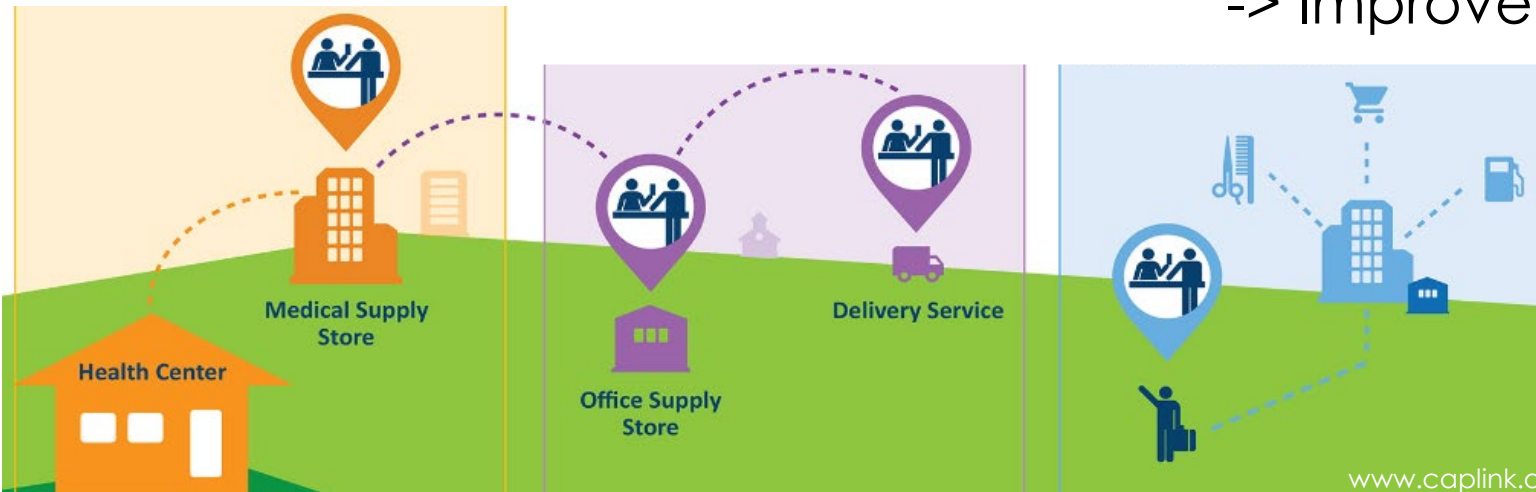 -> Improve
Medical Supply
Store
Health Center
Delivery Service
Office Supply
Store
www.caplink.o